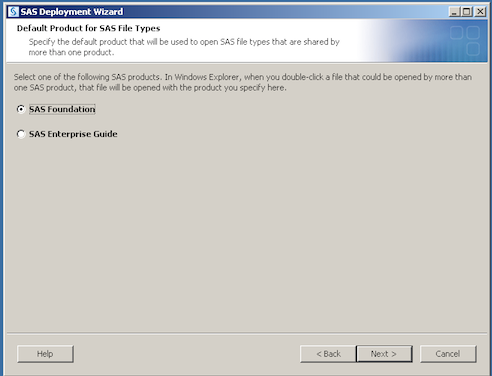 SAS Deployment Wizard
Default Product for SAS File Types
Specify the default product that will be used to open SAS file types that are shared by
more than one product.
Select one of the following SAS products. In Windows Explorer, when you double-click a file that could be opened by more than
one SAS product, that file will be opened with the product you specify here.
SAS Foundation
SAS Enterprise Guide
Help
< Back
Next >
Cancel